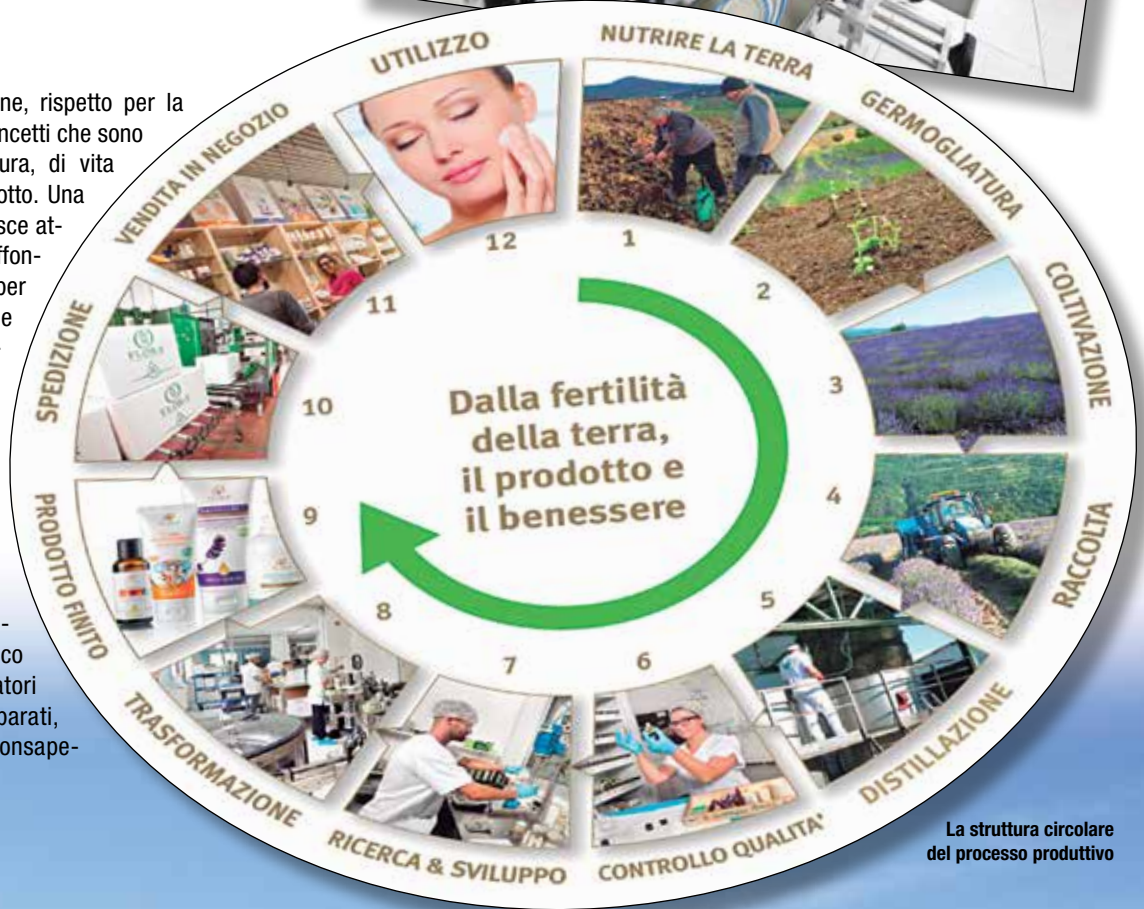 ne, rispetto per la
ncetti che sono
ura, di vita
otto. Una
sce at-
ffon-
per
e
-
-
co
atori
parati,
onsape-
NUTRIRE LA TERRA
GERMOGLIATURA
COLTIVAZIONE
RACCOLTA
DISTILLAZIONE
CONTROLLO QUALITA'
RICERCA & SVILUPPO
TRASFORMAZIONE
PRODOTTO FINITO
SPEDIZIONE
VENDITA IN NEGOZIO
UTILIZZO
1
2
3
4
5
6
7
8
9
10
11
12
Dalla fertilità
della terra,
il prodotto e
il benessere
FLORA
FLORA
La struttura circolare
del processo produttivo